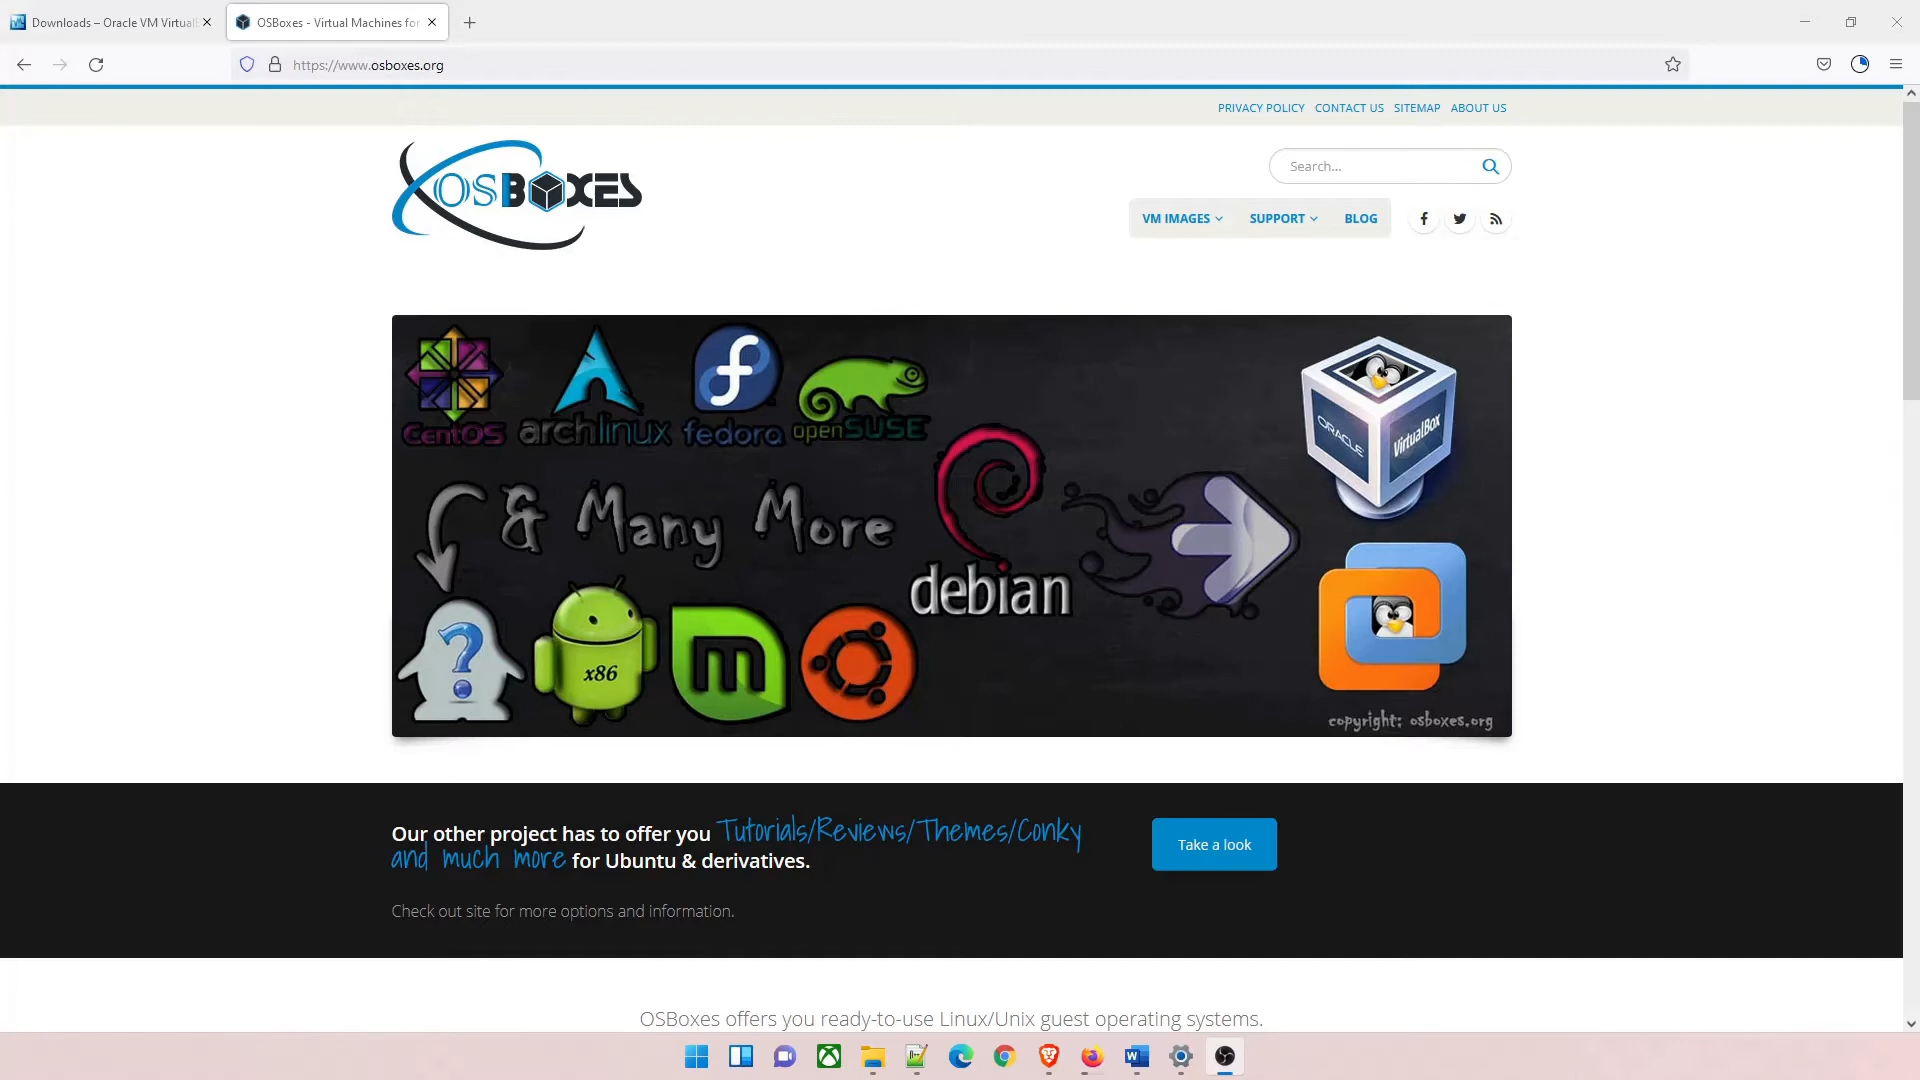 Downloads – Oracle VM Virtual
OSBoxes - Virtual Machines for
https://www.osboxes.org
PRIVACY POLICY CONTACT US SITEMAP ABOUT US
OSBOXES
Search...
VM IMAGES SUPPORT BLOG
CentOS archlinux fedora openSUSE
ORACLE VirtualBox
& Many More
debian
x86
copyright: osboxes.org
Our other project has to offer you Tutorials/Reviews/Themes/Conky
and much more for Ubuntu & derivatives.
Take a look
Check out site for more options and information.
OSBoxes offers you ready-to-use Linux/Unix guest operating systems.